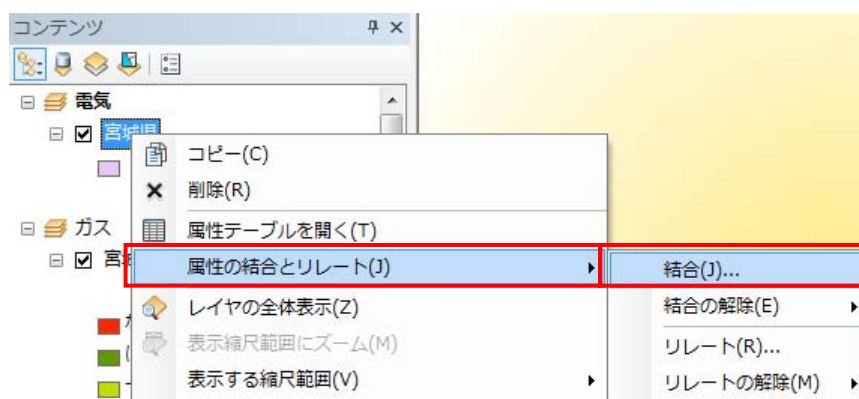 コンテンツ
電気
宮城県
コピー(C)
削除(R)
属性テーブルを開く(T)
ガス
属性の結合とリレート(J)
結合(J)...
レイヤの全体表示(Z)
結合の解除(E)
表示縮尺範囲にズーム(M)
リレート(R)...
表示する縮尺範囲(V)
リレートの解除(M)